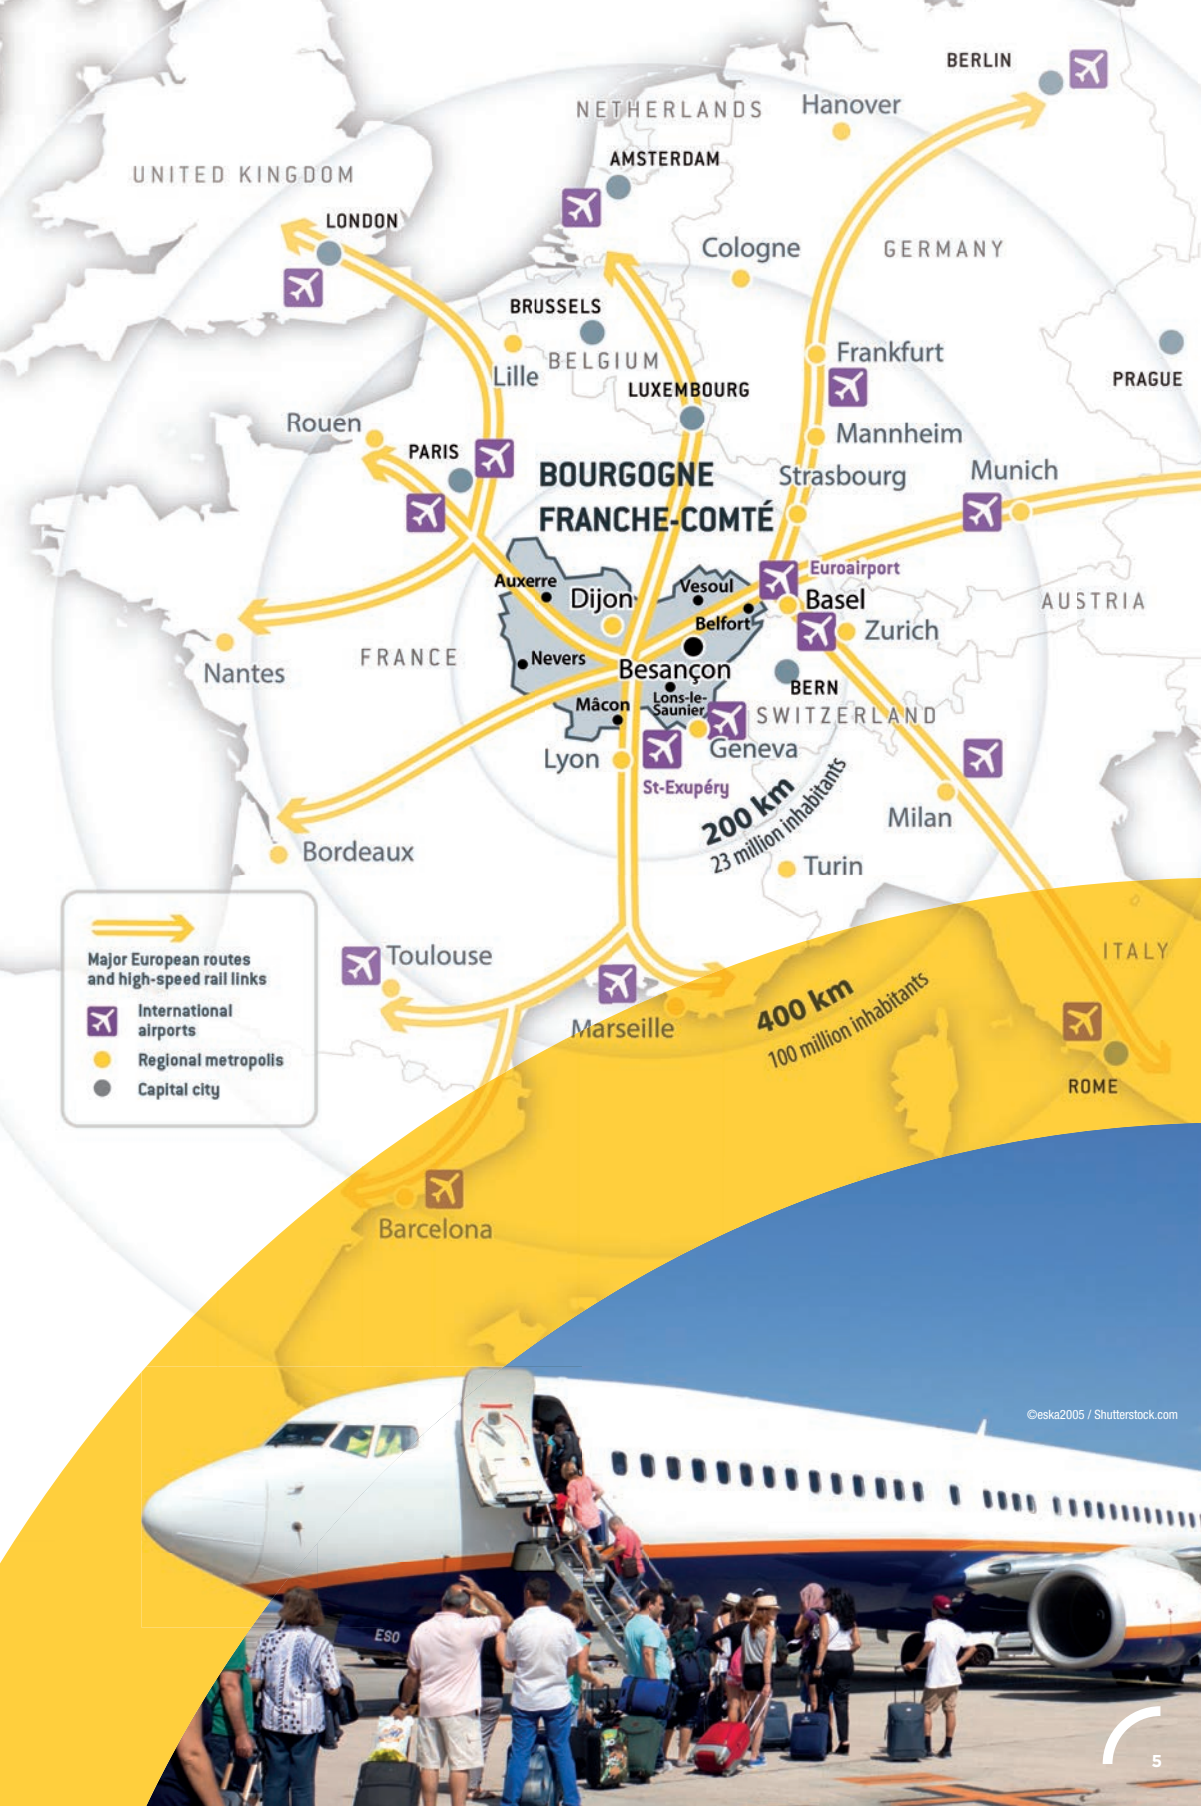 BERLIN
NETHERLANDS
Hanover
AMSTERDAM
UNITED KINGDOM
LONDON
Cologne
GERMANY
BRUSSELS
BELGIUM
Lille
Frankfurt
PRAGUE
LUXEMBOURG
Rouen
Mannheim
PARIS
BOURGOGNE
FRANCHE-COMTÉ
Strasbourg
Munich
Euroairport
Auxerre
Dijon
Vesoul
Basel
AUSTRIA
Belfort
Zurich
FRANCE
Nevers
Besançon
Nantes
BERN
Mâcon
Lons-le-
Saunier
SWITZERLAND
Lyon
Geneva
St-Exupéry
200 km
23 million inhabitants
Milan
Bordeaux
Turin
ITALY
Toulouse
Marseille
400 km
100 million inhabitants
ROME
Barcelona
Major European routes
and high-speed rail links
International
airports
Regional metropolis
Capital city
©eska2005 / Shutterstock.com
ESO
5